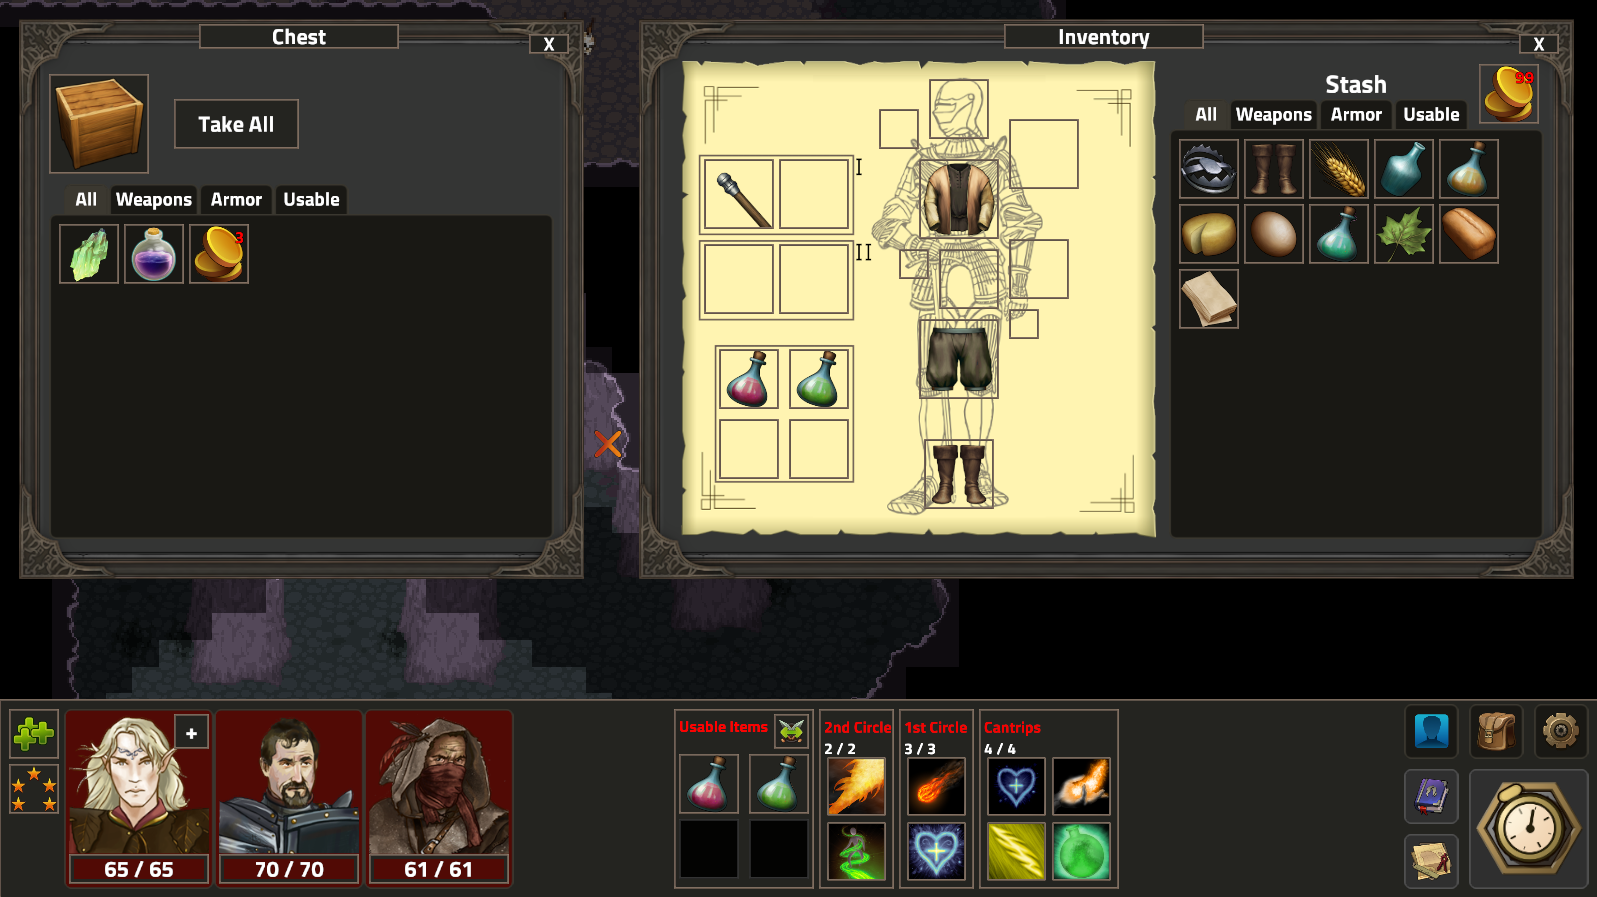 Chest
X
Take All
All Weapons Armor Usable
3
Inventory
X
Stash
99
All Weapons Armor Usable
I
II
+
65 / 65
70 / 70
61 / 61
Usable Items
2nd Circle
2 / 2
1st Circle
3 / 3
Cantrips
4 / 4